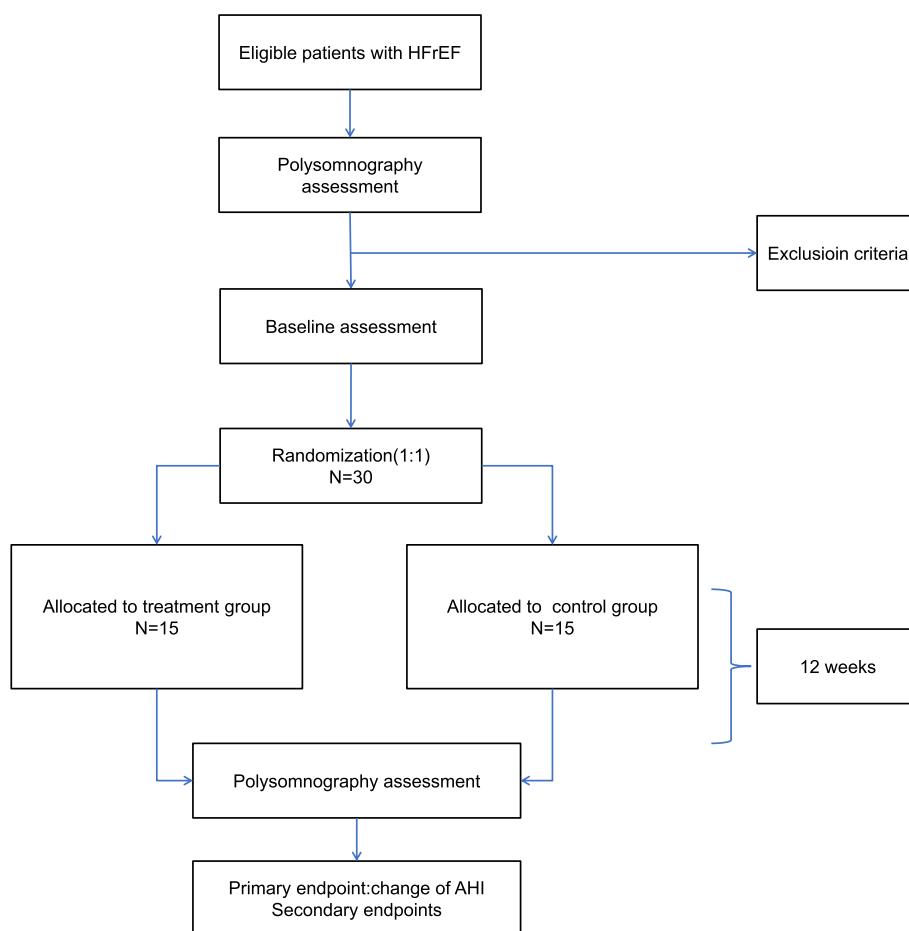 Eligible patients with HFrEF
Polysomnography
assessment
Exclusioin criteria
Baseline assessment
Randomization(1:1)
N=30
Allocated to treatment group
N=15
Allocated to  control group
N=15
12 weeks
Polysomnography assessment
Primary endpoint:change of AHI
Secondary endpoints